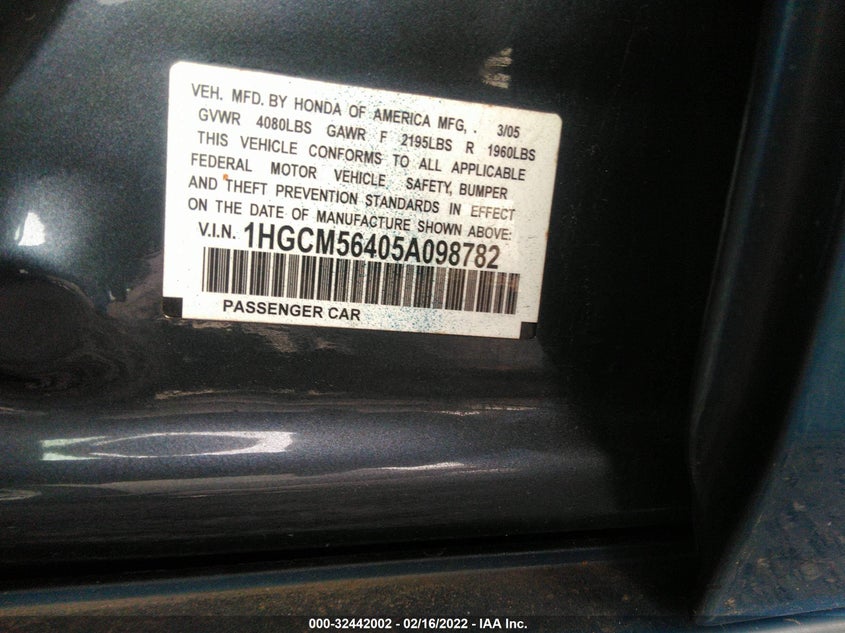 VEH. MFD. BY HONDA OF AMERICA MFG, . 3/05
GVWR 4080LBS GAWR F 2195LBS R 1960LBS
THIS VEHICLE CONFORMS TO ALL APPLICABLE
FEDERAL MOTOR VEHICLE SAFETY, BUMPER
AND THEFT PREVENTION STANDARDS IN EFFECT
ON THE DATE OF MANUFACTURE SHOWN ABOVE:
V.I.N. 1HGCM56405A098782
PASSENGER CAR
000-32442002 - 02/16/2022 - IAA Inc.